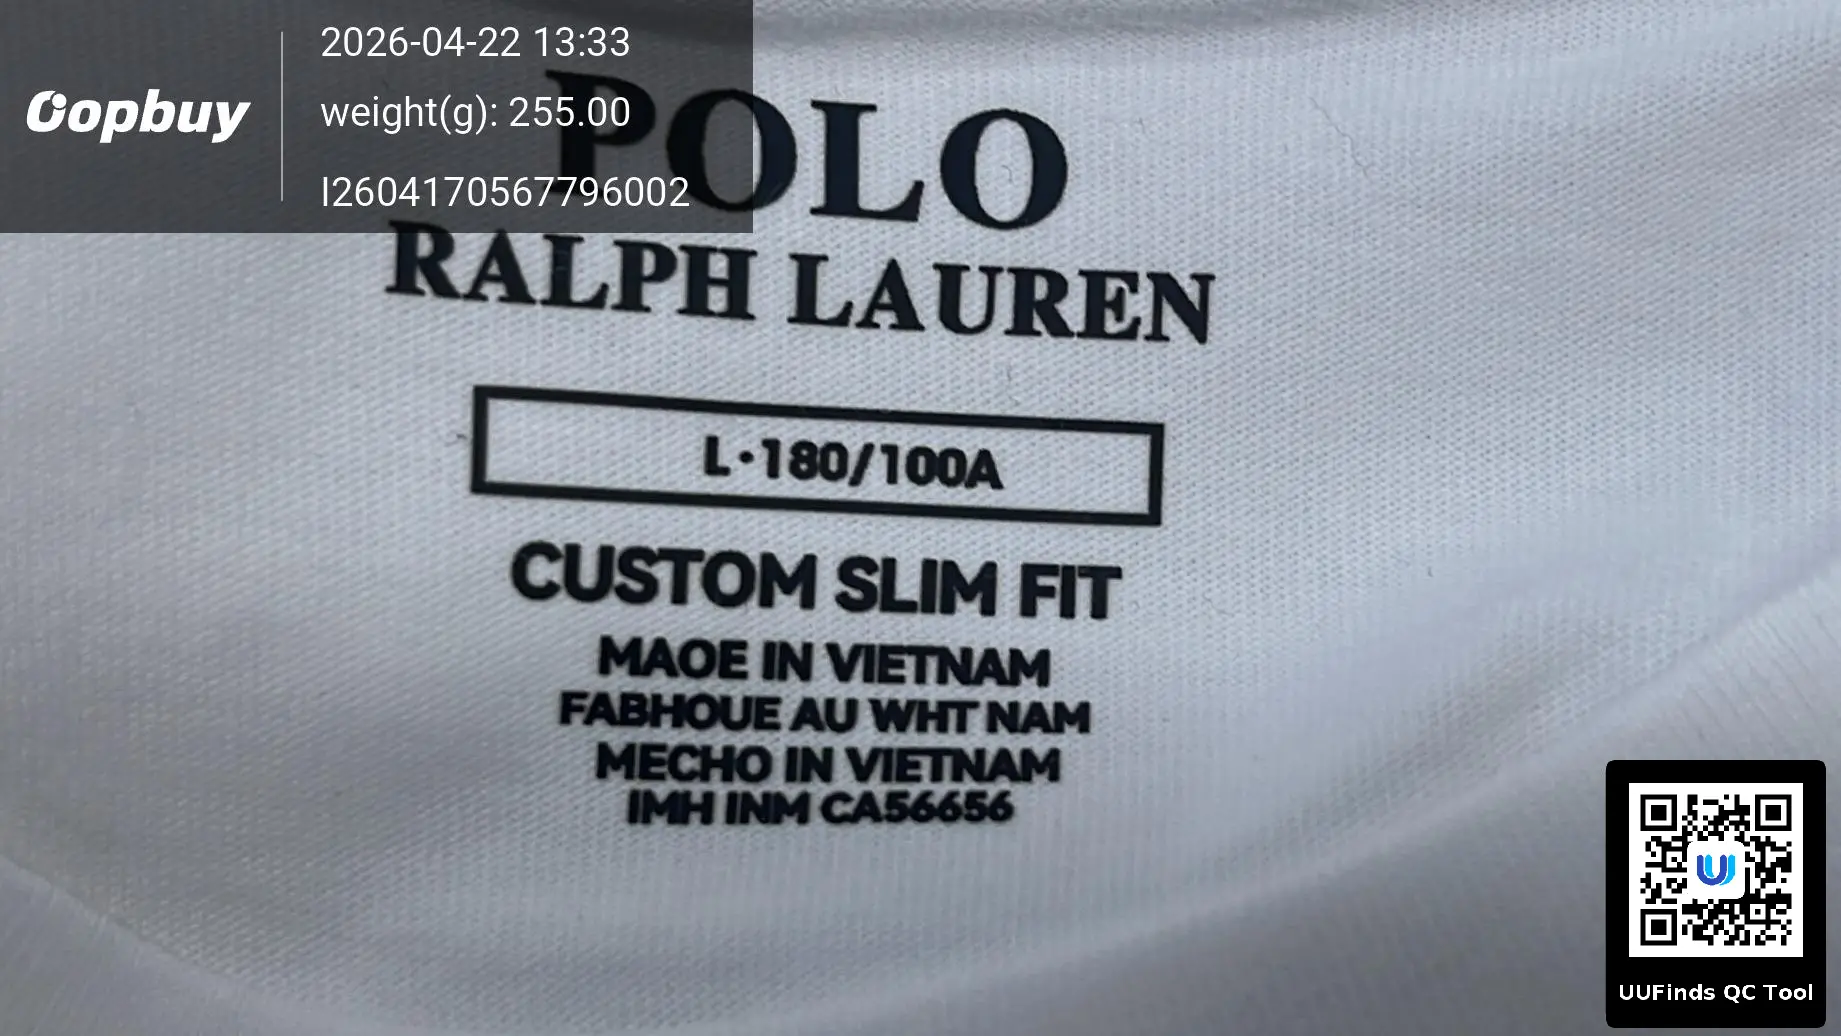 Oopbuy
2026-04-22 13:33
weight(g): 255.00
I2604170567796002
POLO
RALPH LAUREN
L·180/100A
CUSTOM SLIM FIT
MAOE IN VIETNAM
FABHOUE AU WHT NAM
MECHO IN VIETNAM
IMH INM CA56656
UUFinds QC Tool